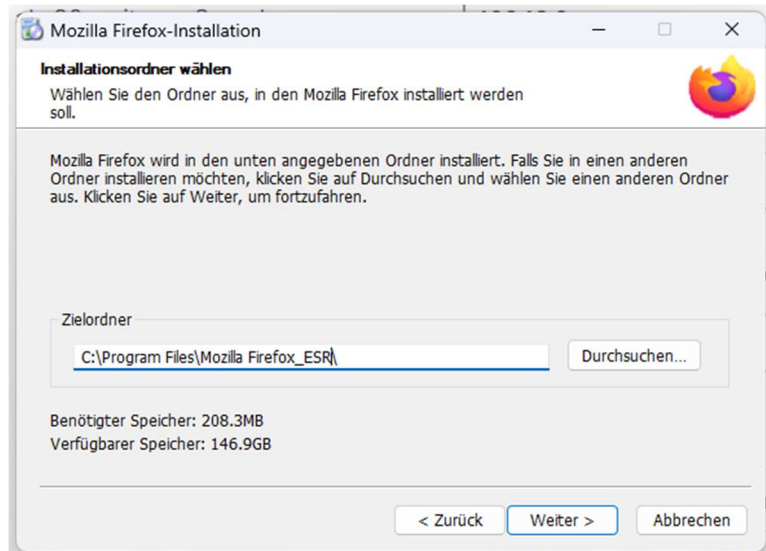 Mozilla Firefox-Installation
Installationsordner wählen
Wählen Sie den Ordner aus, in den Mozilla Firefox installiert werden
soll.
Mozilla Firefox wird in den unten angegebenen Ordner installiert. Falls Sie in einen anderen
Ordner installieren möchten, klicken Sie auf Durchsuchen und wählen Sie einen anderen Ordner
aus. Klicken Sie auf Weiter, um fortzufahren.
Zielordner
C:\Program Files\Mozilla Firefox_ESR\
Durchsuchen...
Benötigter Speicher: 208.3MB
Verfügbarer Speicher: 146.9GB
< Zurück
Weiter >
Abbrechen